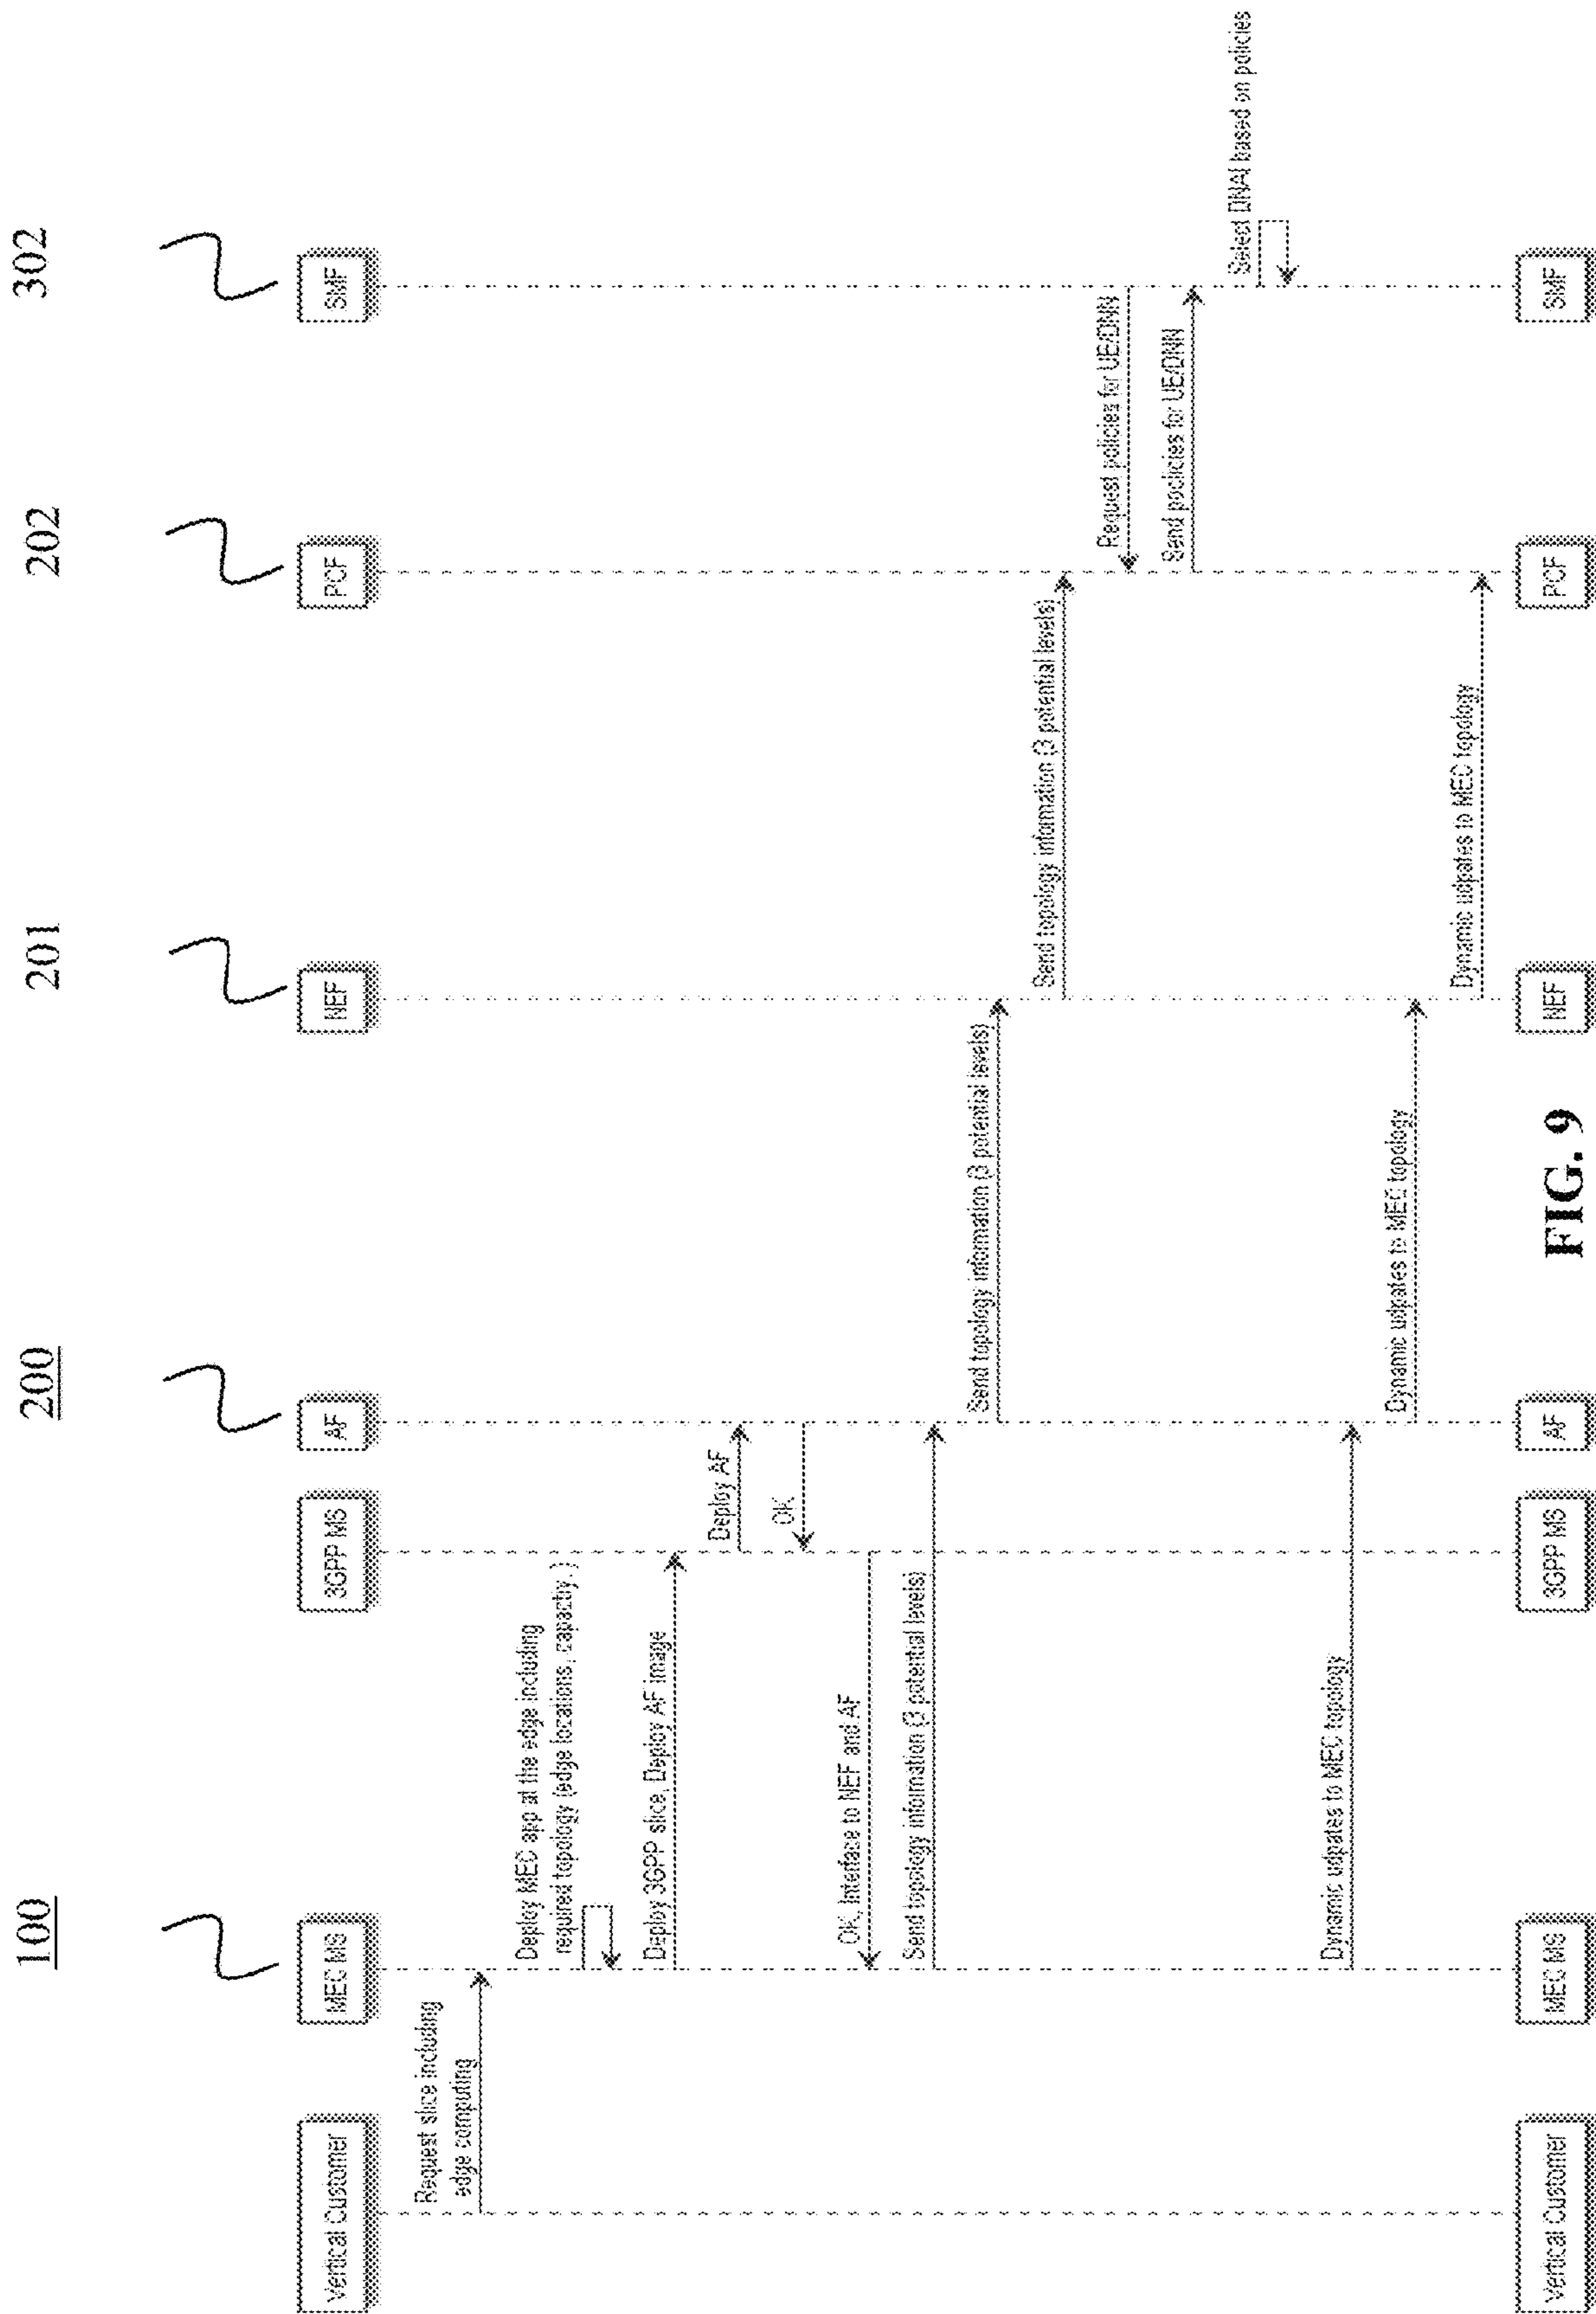 100
200
201
202
302
Vertical Customer
MEC MS
3GPP MS
AF
NEF
PCF
SMF
Request slice including
edge computing
Deploy MEC app at the edge including
required topology (edge locations, capactiy, )
Deploy 3GPP slice, Deploy AF image
Deploy AF
OK
OK, Interface to NEF and AF
Send topology information (3 potential levels)
Send topology information (3 potential levels)
Send topology information (3 potential levels)
Request policies for UE/DNN
Send poclicies for UE/DNN
Select DNAI based on policies
Dynamic udpates to MEC topology
Dynamic udpates to MEC topology
Dynamic udpates to MEC topology
Vertical Customer
MEC MS
3GPP MS
AF
NEF
PCF
SMF
FIG. 9